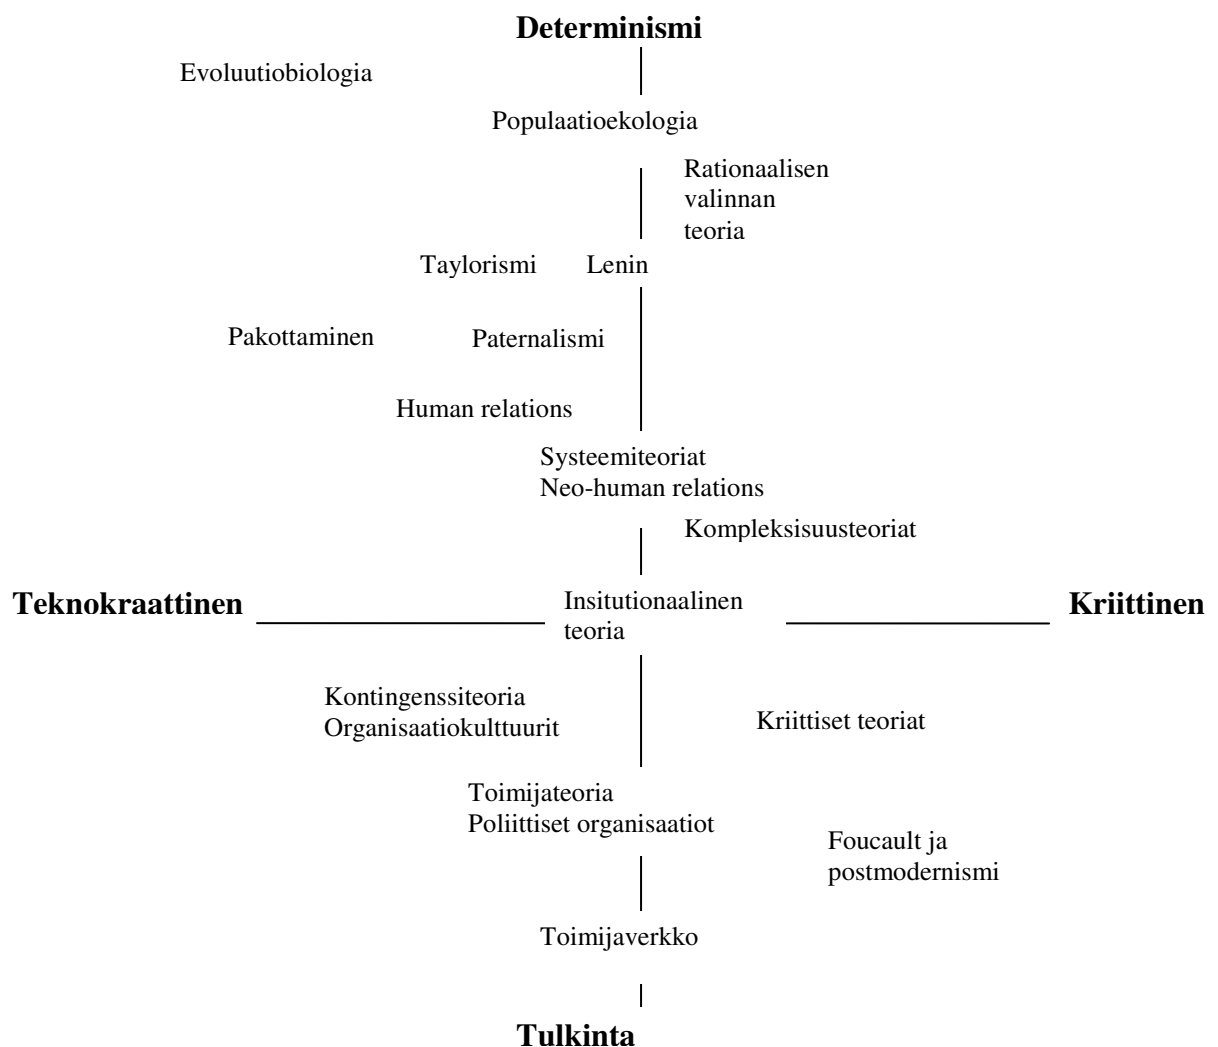 Determinismi
Evoluutiobiologia
Populaatioekologia
Rationaalisen
valinnan
teoria
Taylorismi Lenin
Pakottaminen Paternalismi
Human relations
Systeemiteoriat
Neo-human relations
Kompleksisuusteoriat
Teknokraattinen Insitutionaalinen Kriittinen
teoria
Kontingenssiteoria
Organisaatiokulttuurit
Kriittiset teoriat
Toimijateoria
Poliittiset organisaatiot
Foucault ja
postmodernismi
Toimijaverkko
Tulkinta